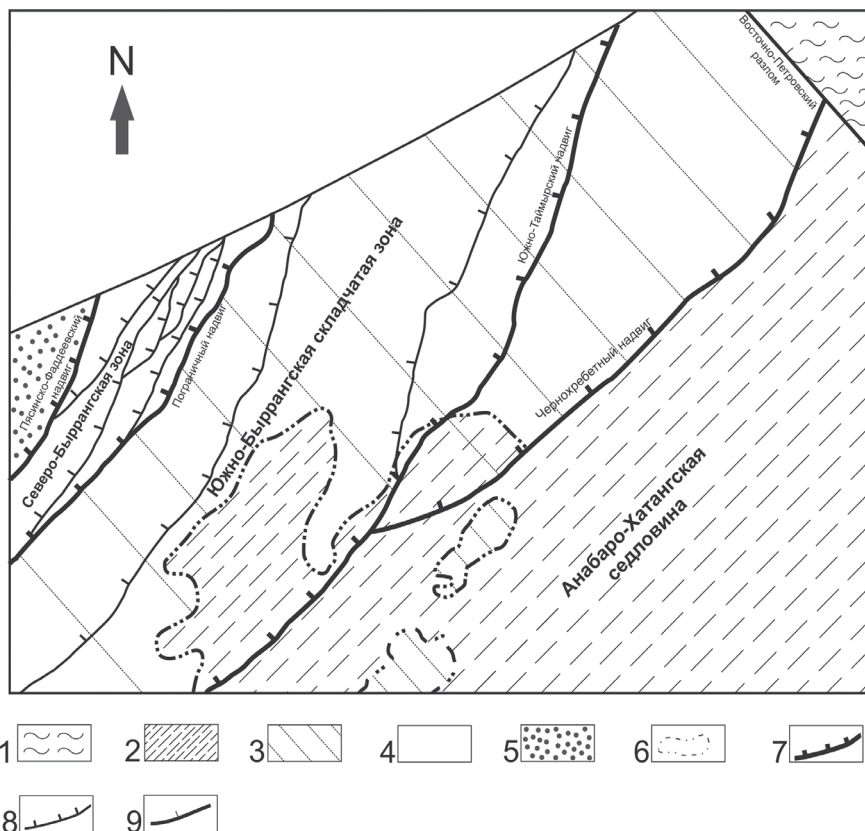 N
Восточно-Петровский
разлом
Южно-Таймырский надвиг
Пясинско-Фаддеевский
надвиг
Северо-Быррангская зона
Пограничный надвиг
Южно-Быррангская складчатая зона
Чернохребетный надвиг
Анабаро-Хатангская
седловина
1 2 3 4 5 6 7
8 9